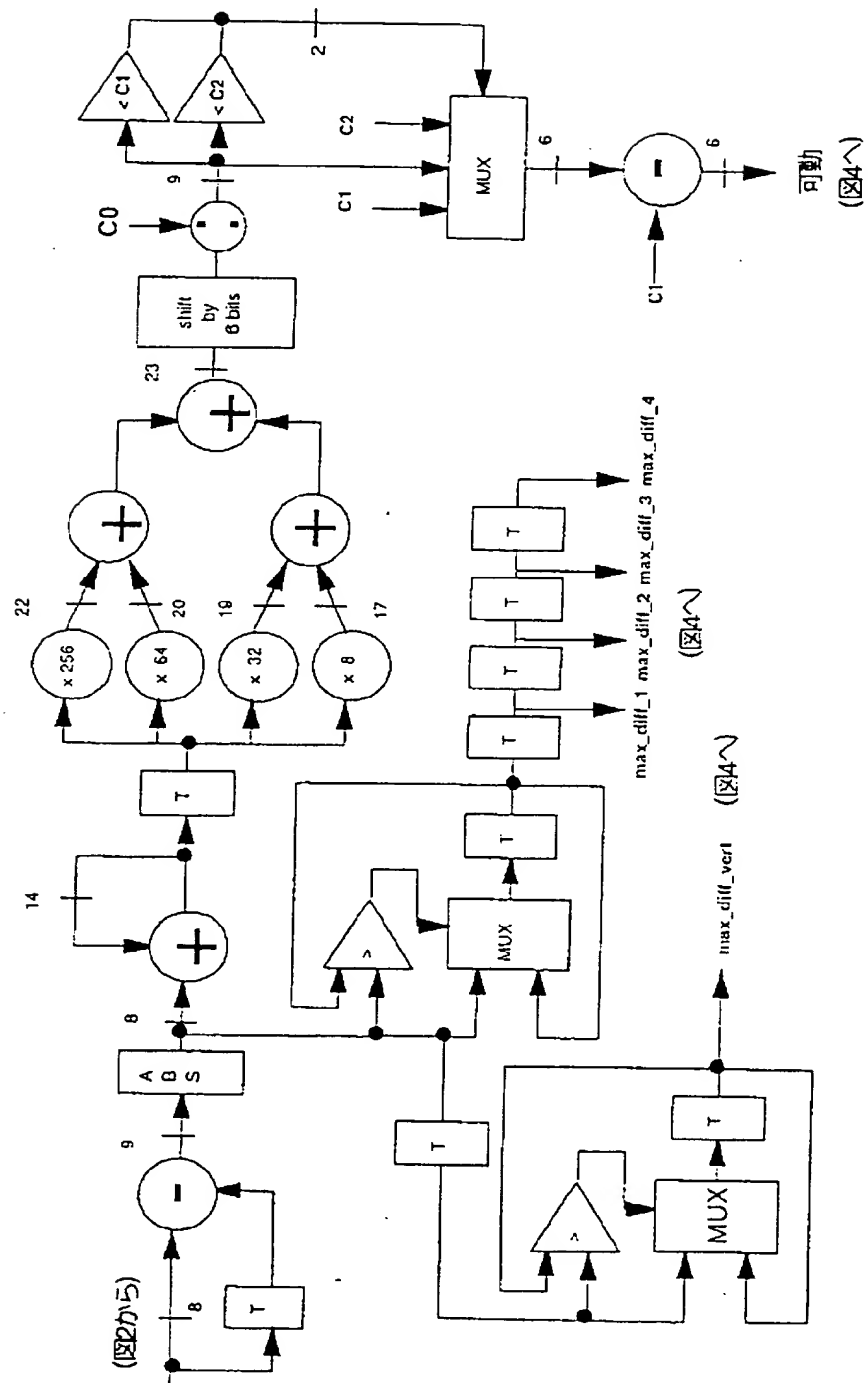 (図2から)
8
T
-
9
A
B
S
8
+
14
T
x 256
x 64
x 32
x 8
22
20
19
17
+
+
+
23
shift
by
6 bits
C0
9
< C1
< C2
2
C1
C2
MUX
6
C1
-
6
可動
(図4へ)
>
MUX
T
T
T
T
T
max_diff_1
max_diff_2
max_diff_3
max_diff_4
(図4へ)
T
>
MUX
T
max_diff_vert
(図4へ)